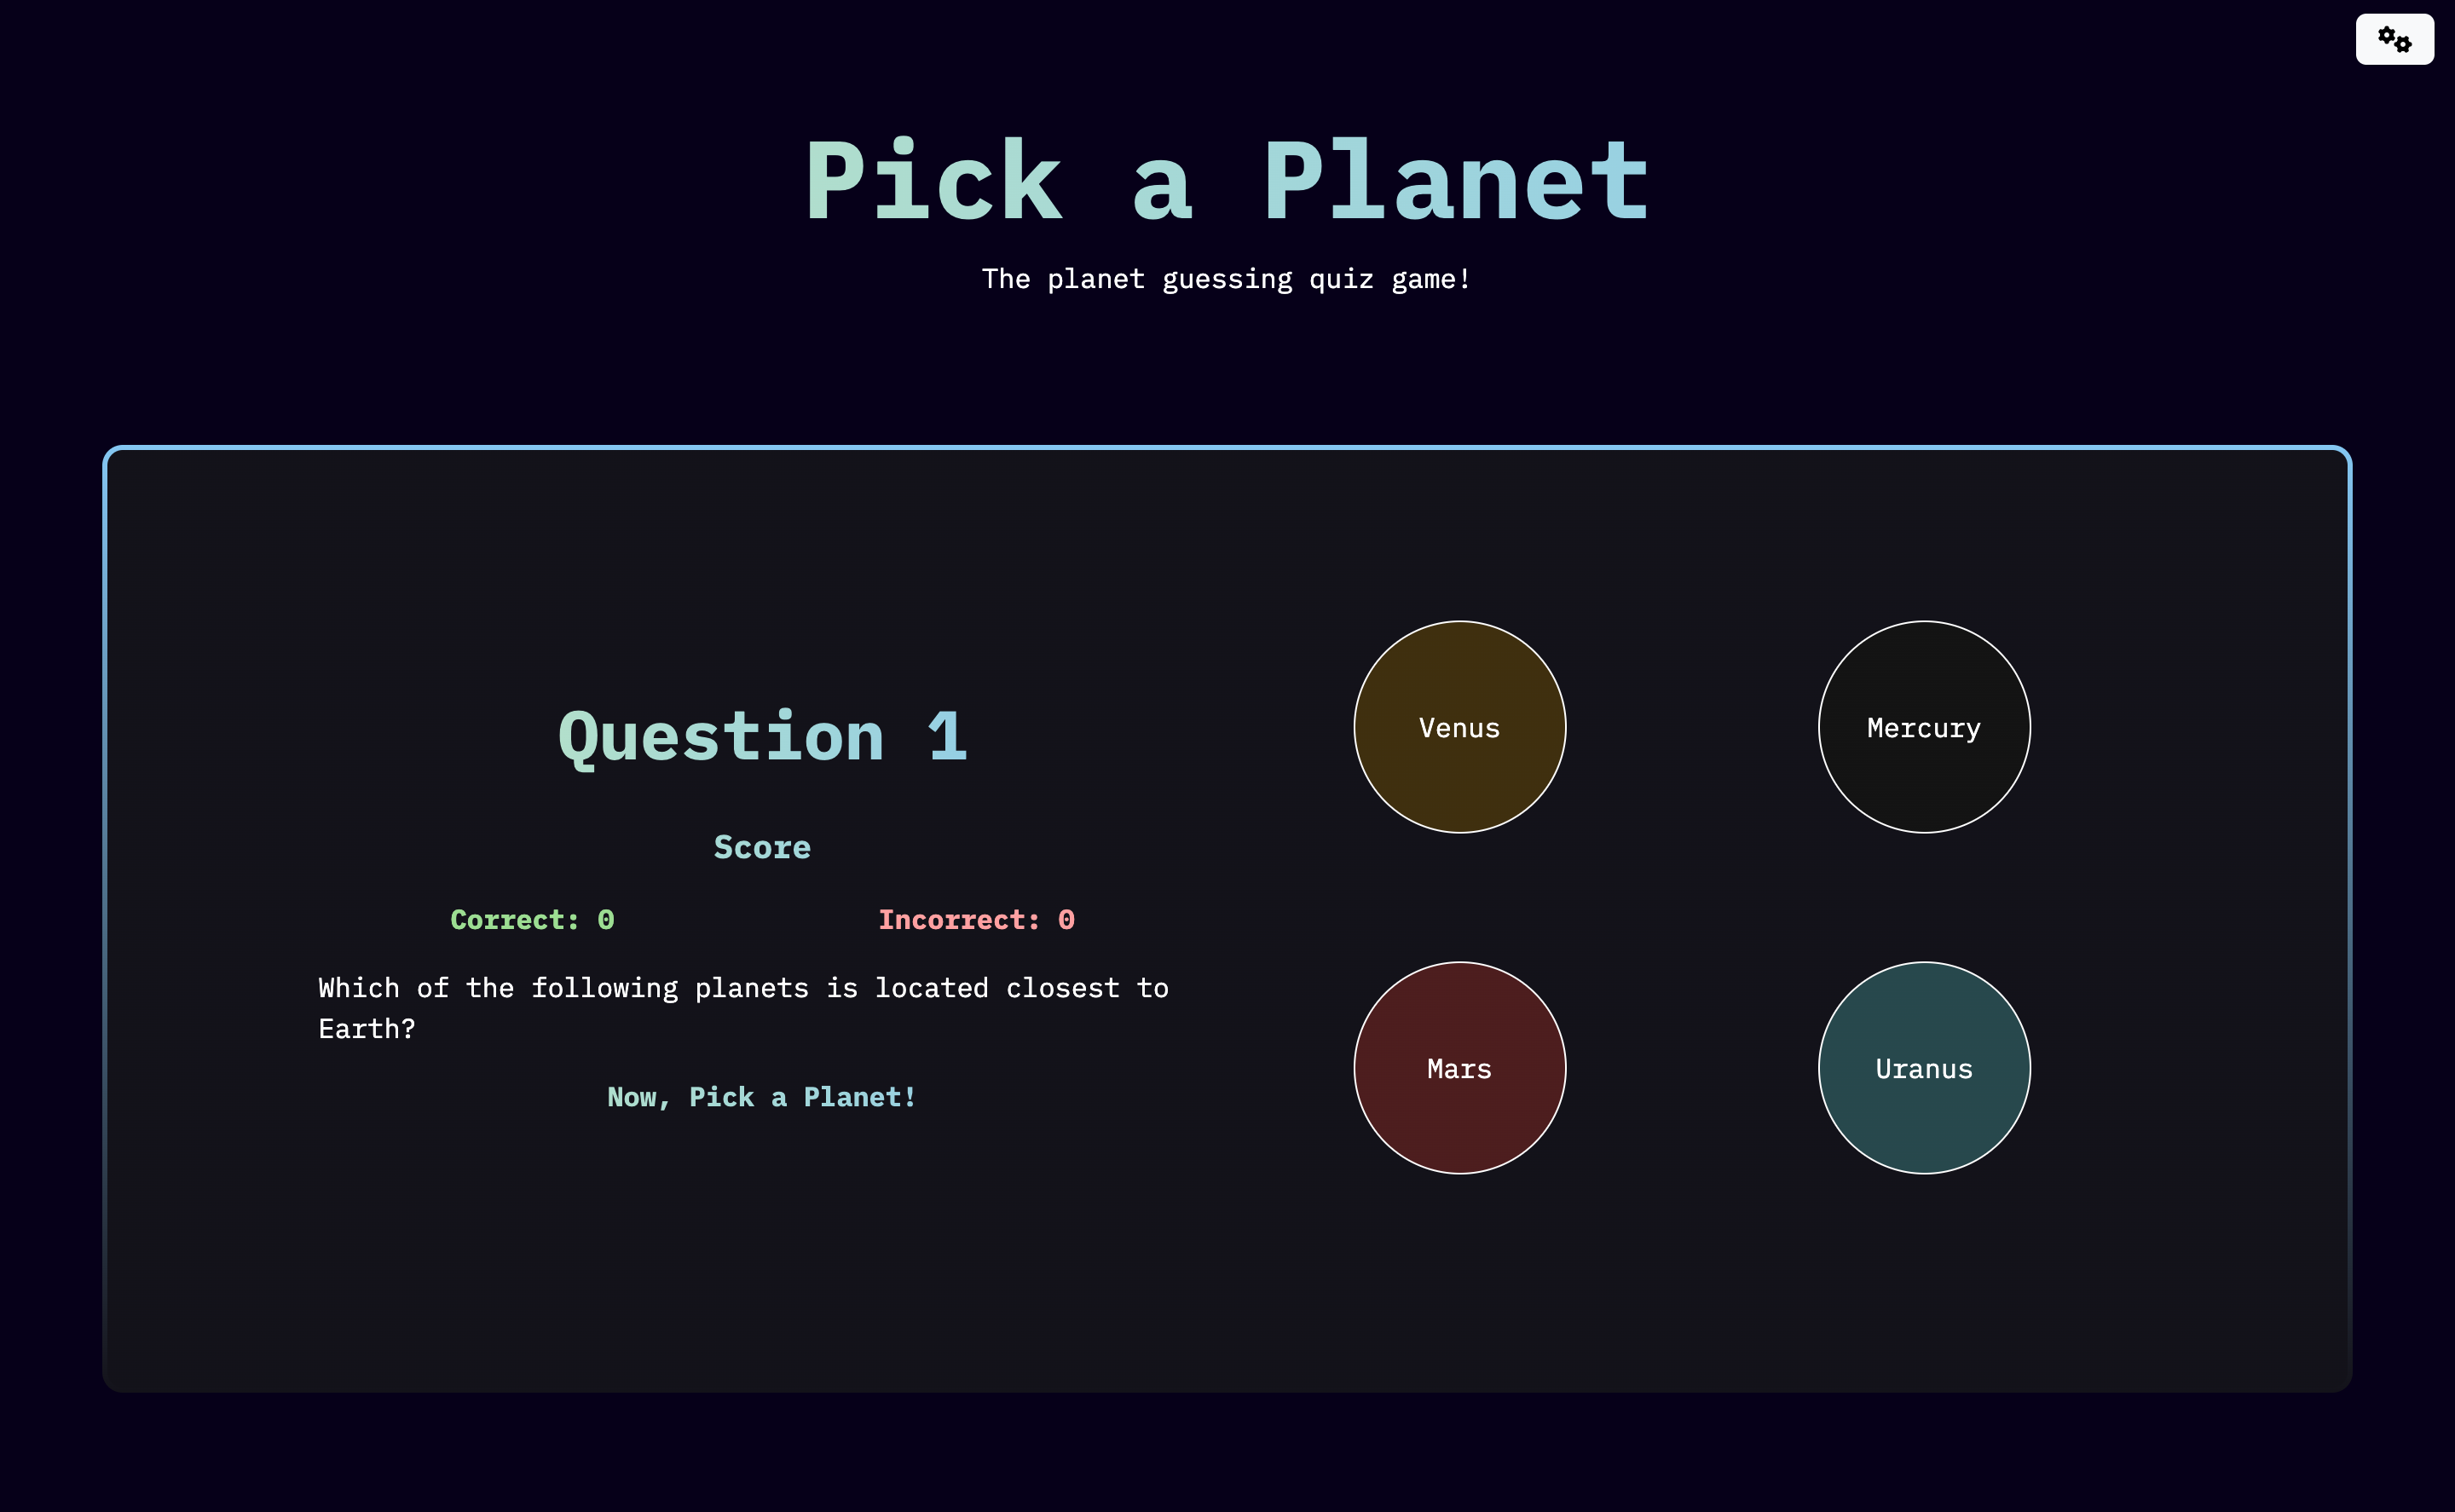 Pick a Planet
The planet guessing quiz game!
Question 1
Score
Correct: 0
Incorrect: 0
Which of the following planets is located closest to
Earth?
Now, Pick a Planet!
Venus
Mercury
Mars
Uranus